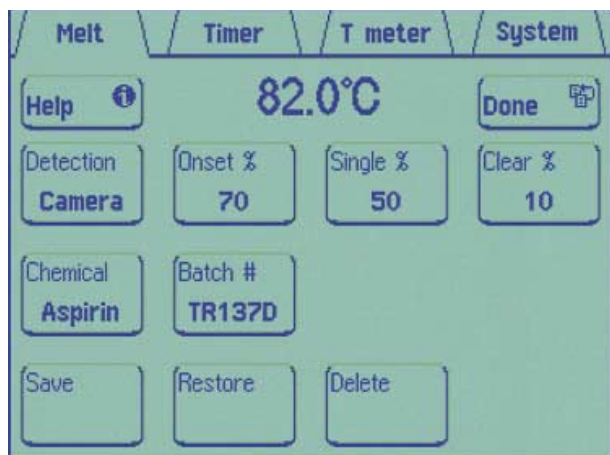 Melt Timer T meter System
Help 82.0°C Done
Detection Onset % Single % Clear %
Camera 70 50 10
Chemical Batch #
Aspirin TR137D
Save Restore Delete